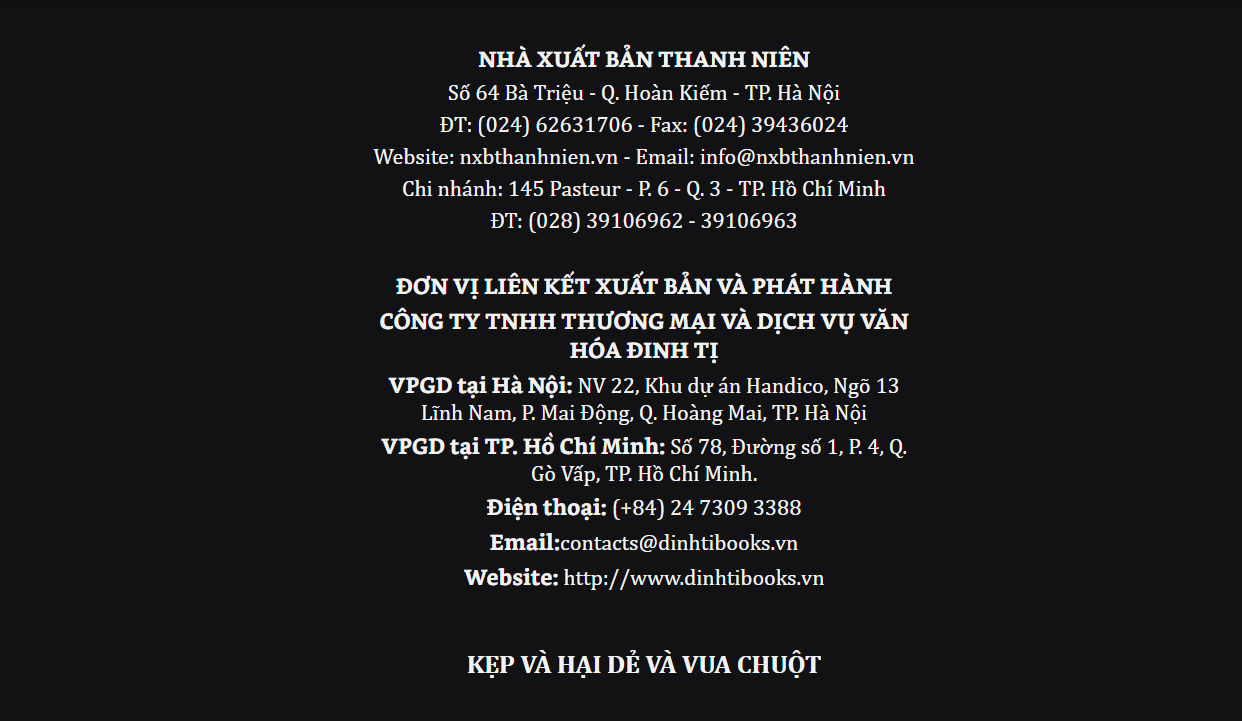 NHÀ XUẤT BẢN THANH NIÊN
Số 64 Bà Triệu - Q. Hoàn Kiếm - TP. Hà Nội
ĐT: (024) 62631706 - Fax: (024) 39436024
Website: nxbthanhnien.vn - Email: info@nxbthanhnien.vn
Chi nhánh: 145 Pasteur - P. 6 - Q. 3 - TP. Hồ Chí Minh
ĐT: (028) 39106962 - 39106963
ĐƠN VỊ LIÊN KẾT XUẤT BẢN VÀ PHÁT HÀNH
CÔNG TY TNHH THƯƠNG MẠI VÀ DỊCH VỤ VĂN
HÓA ĐINH TỊ
VPGD tại Hà Nội: NV 22, Khu dự án Handico, Ngõ 13
Lĩnh Nam, P. Mai Động, Q. Hoàng Mai, TP. Hà Nội
VPGD tại TP. Hồ Chí Minh: Số 78, Đường số 1, P. 4, Q.
Gò Vấp, TP. Hồ Chí Minh.
Điện thoại: (+84) 24 7309 3388
Email:contacts@dinhtibooks.vn
Website: http://www.dinhtibooks.vn
KẸP VÀ HẠI DẺ VÀ VUA CHUỘT